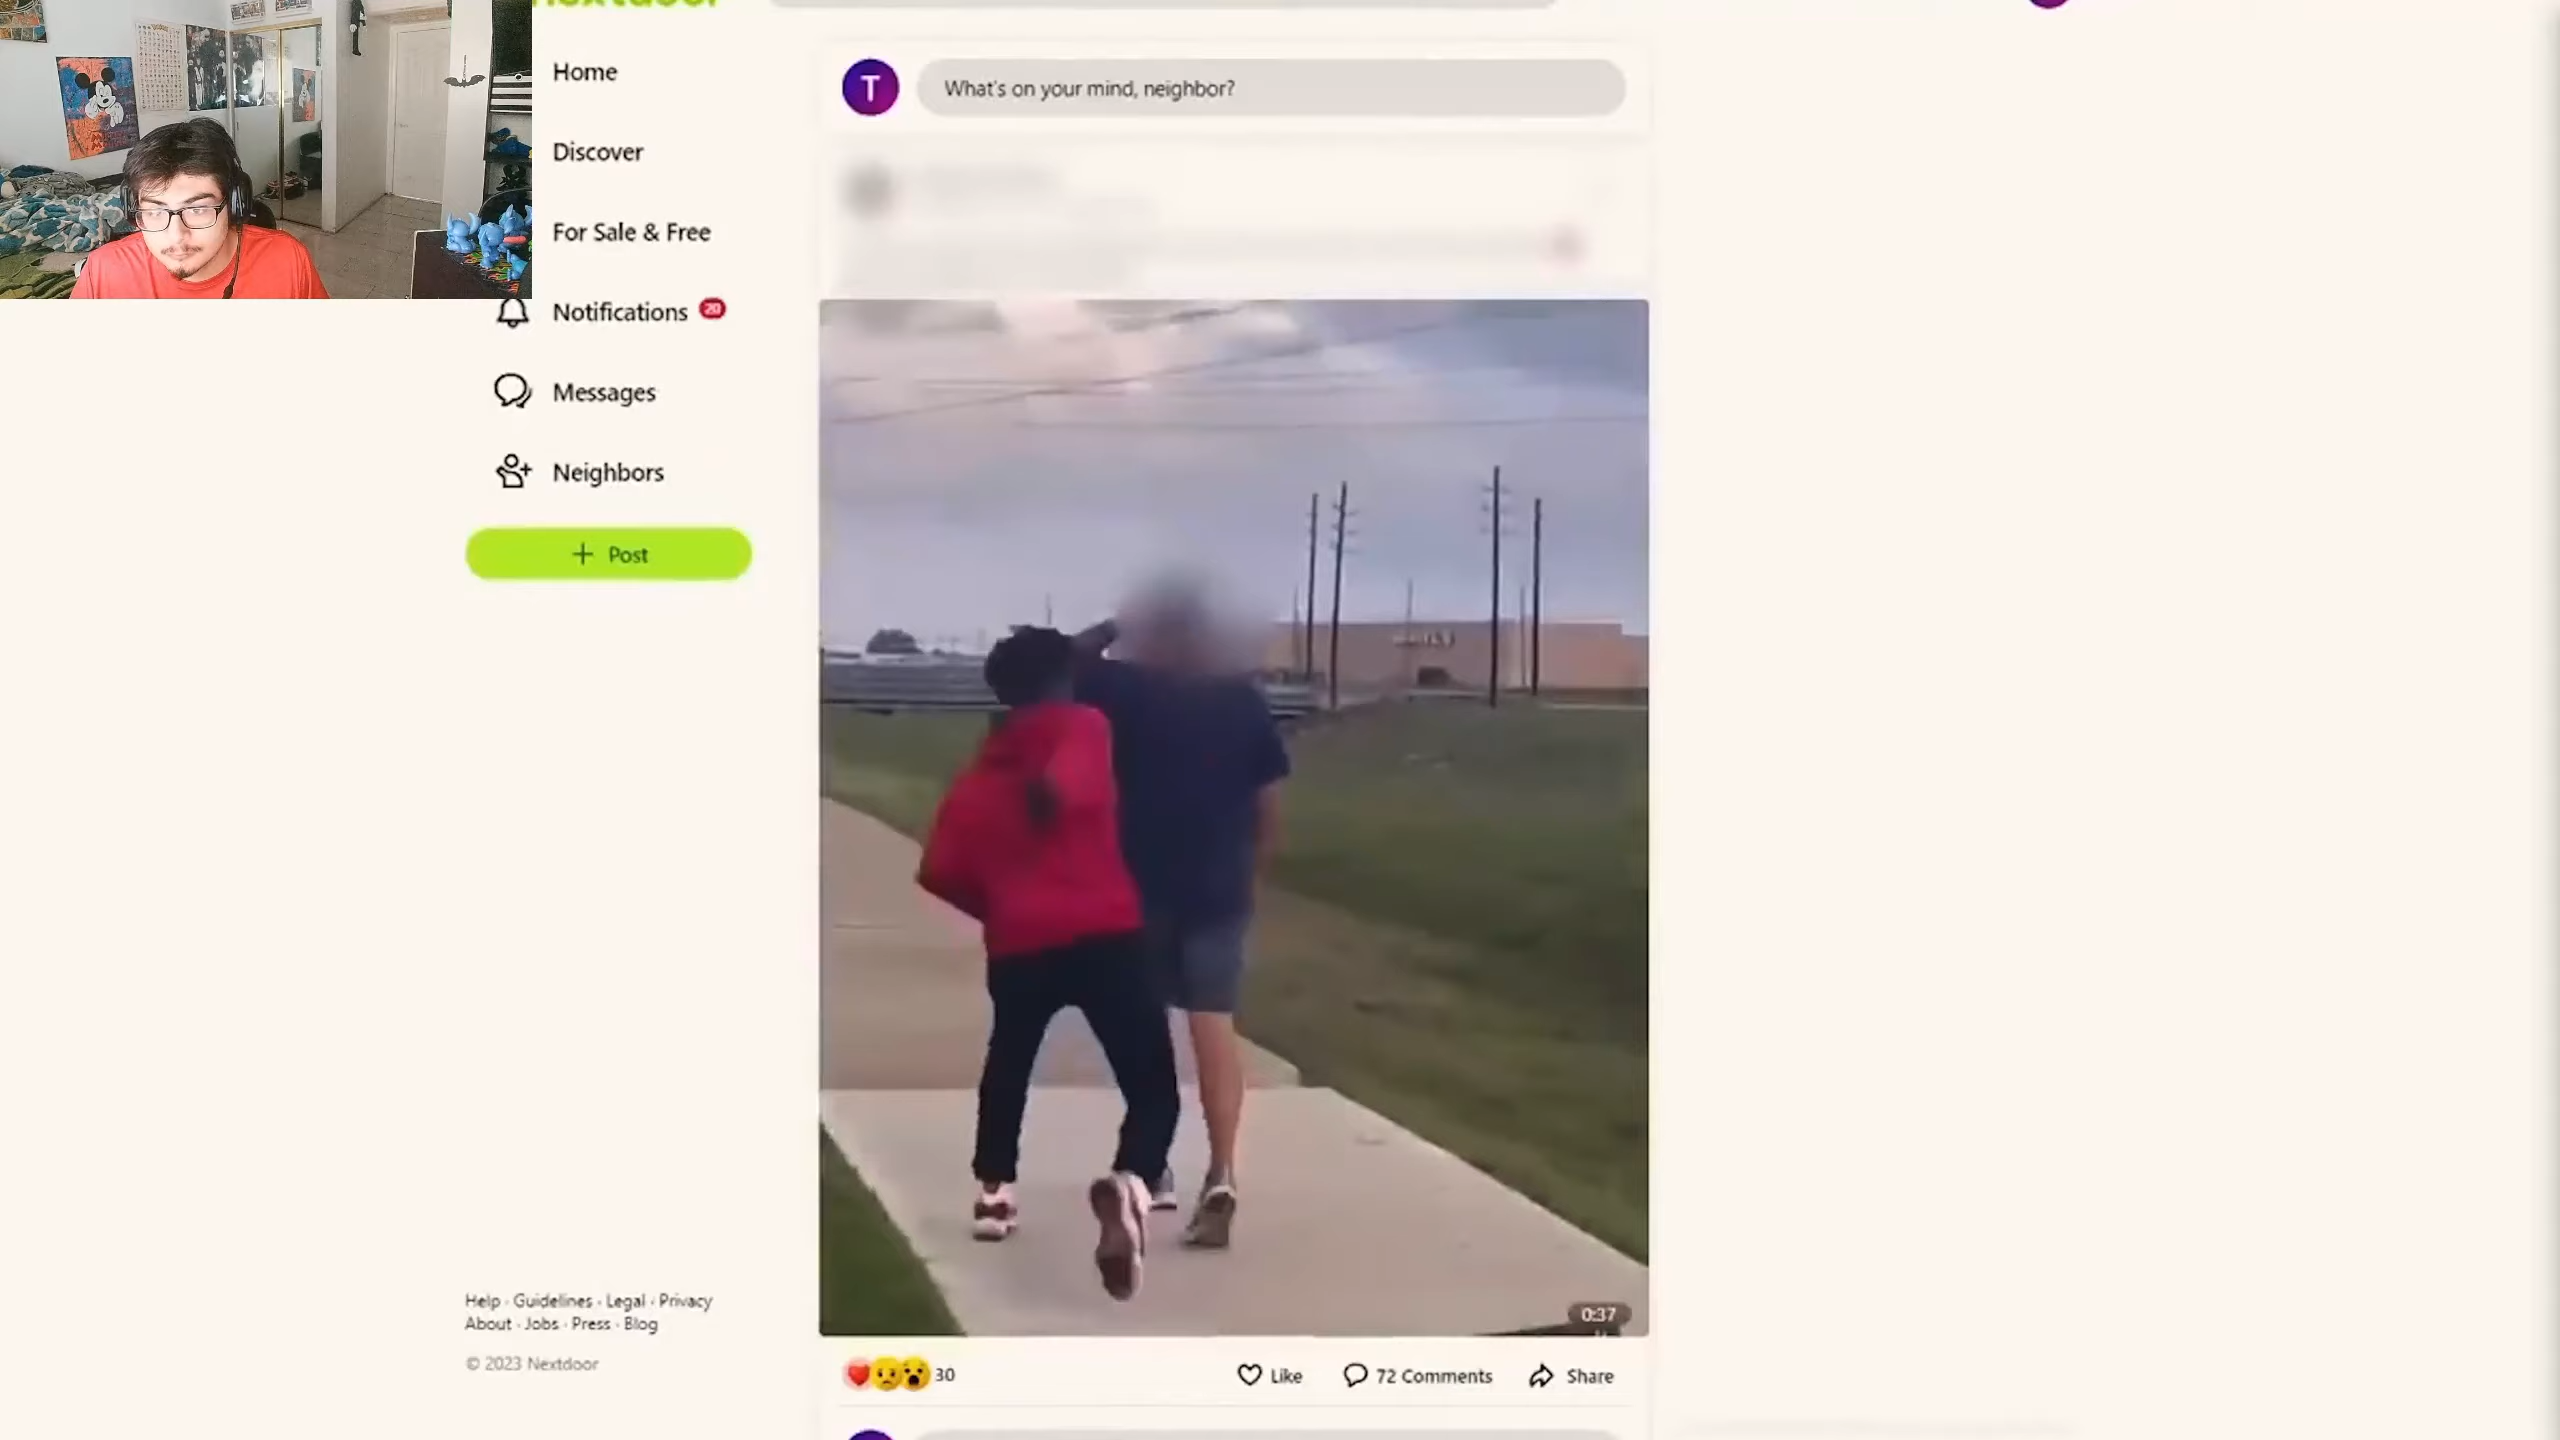 Home
Discover
For Sale & Free
Notifications 20
Messages
Neighbors
+ Post
Help · Guidelines · Legal · Privacy
About · Jobs · Press · Blog
© 2023 Nextdoor
T What's on your mind, neighbor?
0:37
30 Like 72 Comments Share